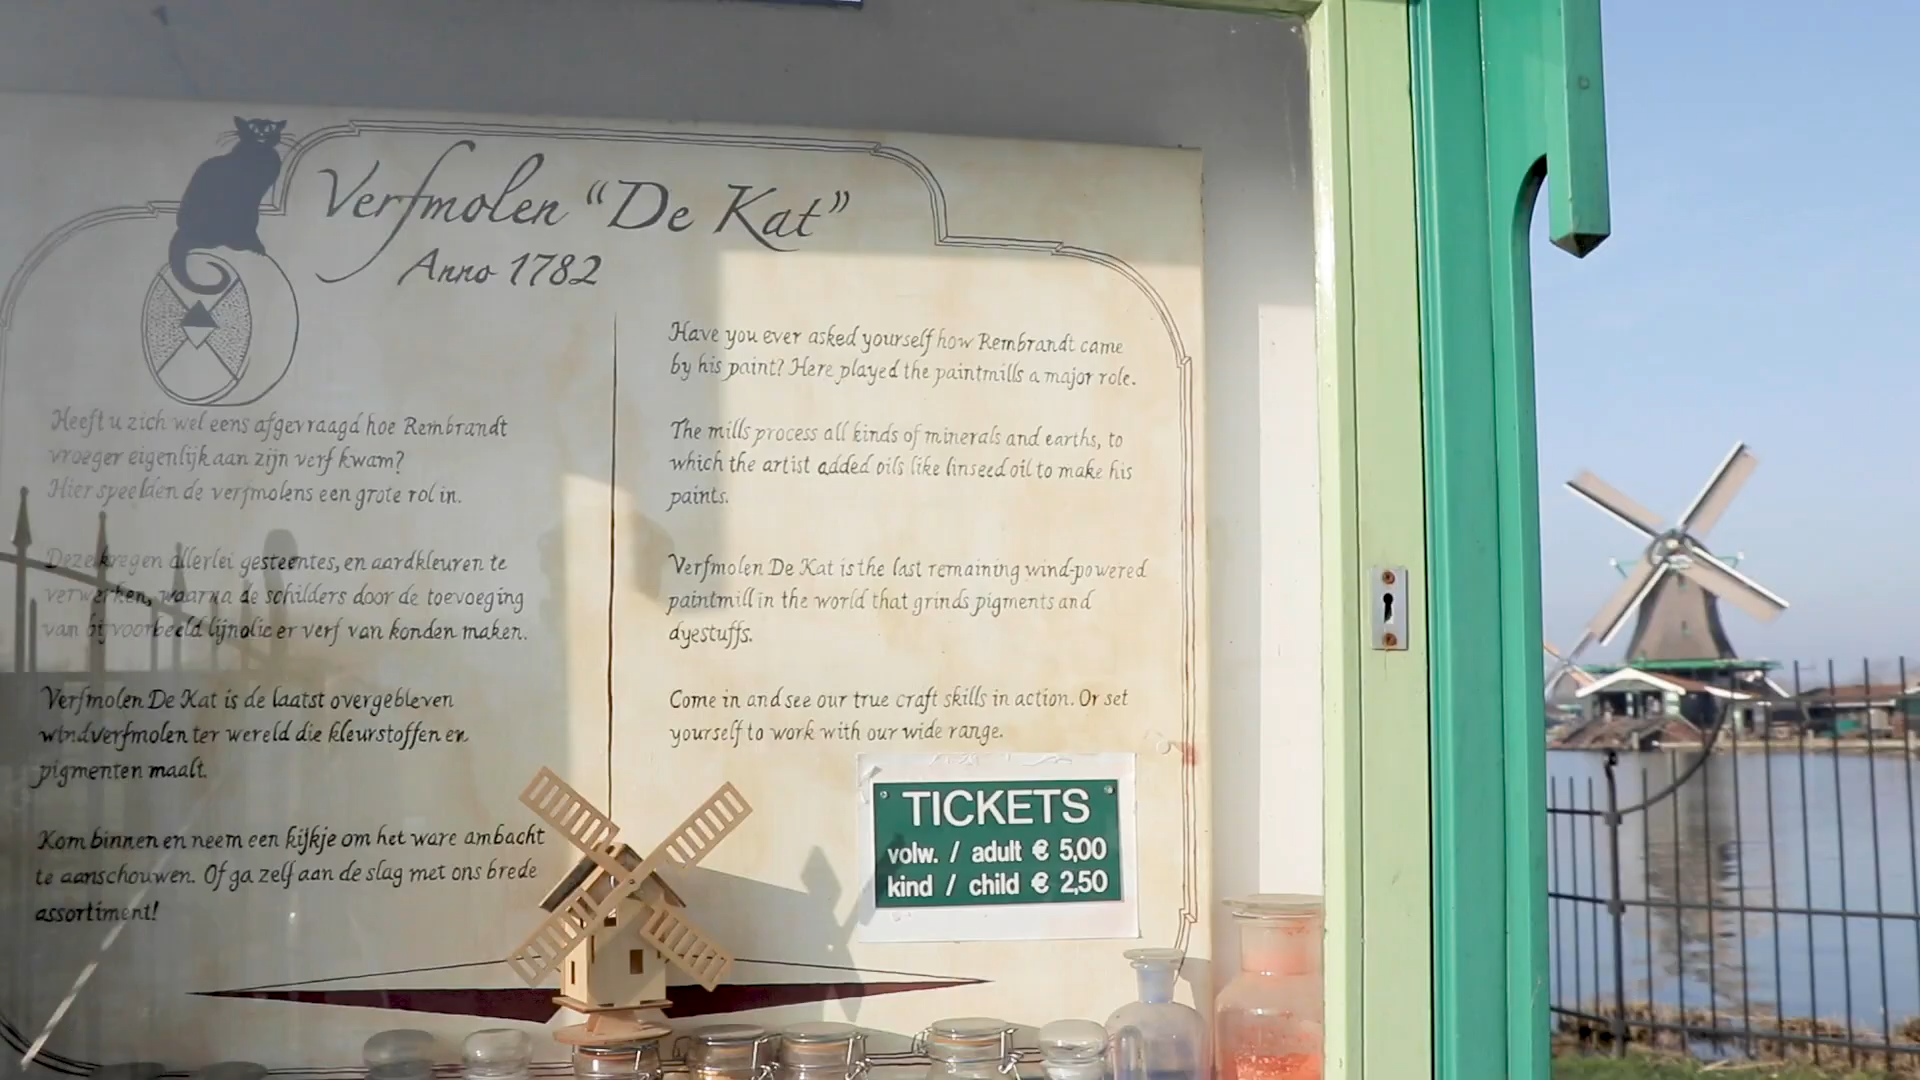 Verfmolen “De Kat”
Anno 1782
Heeft u zich wel eens afgevraagd hoe Rembrandt
vroeger eigenlijk aan zijn verf kwam?
Hier speelden de verfmolens een grote rol in.
Deze kregen allerlei gesteentes, en aardkleuren te
verwerken, waarna de schilders door de toevoeging
van bijvoorbeeld lijnolie er verf van konden maken.
Verfmolen De Kat is de laatst overgebleven
windverfmolen ter wereld die kleurstoffen en
pigmenten maalt.
Kom binnen en neem een kijkje om het ware ambacht
te aanschouwen. Of ga zelf aan de slag met ons brede
assortiment!
Have you ever asked yourself how Rembrandt came
by his paint? Here played the paintmills a major role.
The mills process all kinds of minerals and earths, to
which the artist added oils like linseed oil to make his
paints.
Verfmolen De Kat is the last remaining wind-powered
paintmill in the world that grinds pigments and
dyestuffs.
Come in and see our true craft skills in action. Or set
yourself to work with our wide range.
TICKETS
volw. / adult € 5,00
kind / child € 2,50